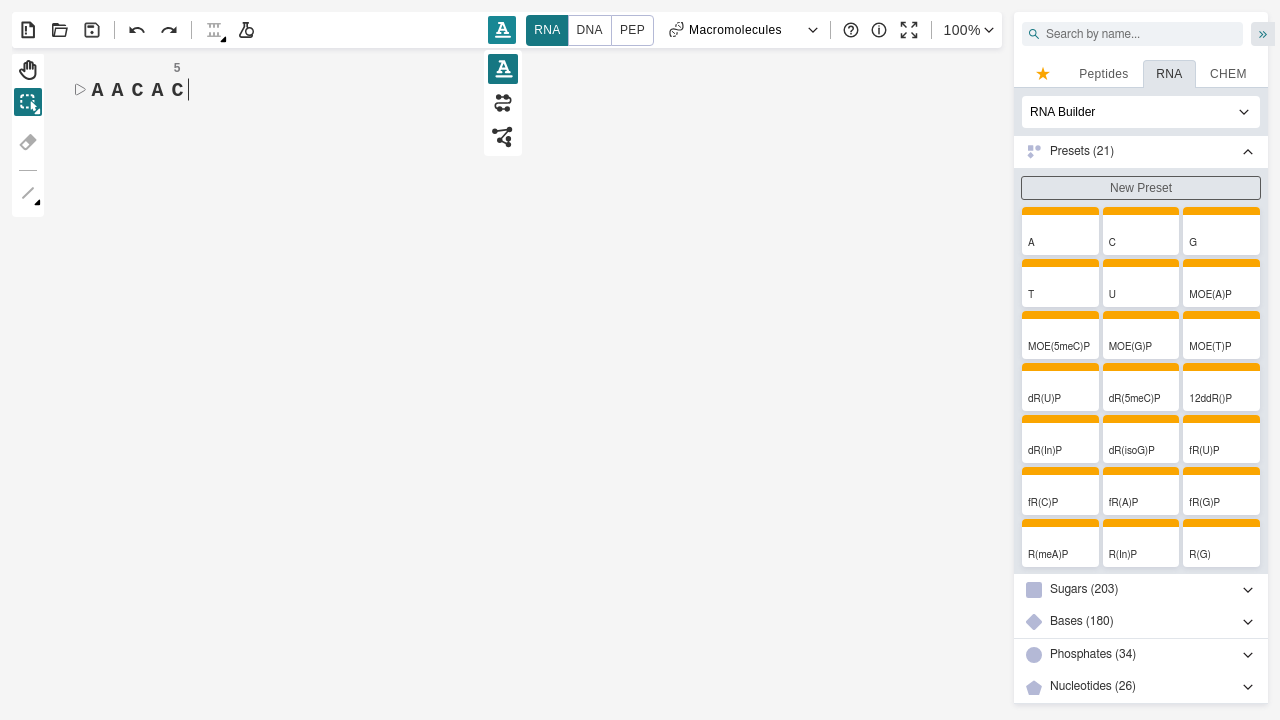 RNA DNA PEP Macromolecules 100%
Search by name...
Peptides RNA CHEM
RNA Builder
Presets (21)
New Preset
5
A A C A C
A C G
T U MOE(A)P
MOE(5meC)P MOE(G)P MOE(T)P
dR(U)P dR(5meC)P 12ddR()P
dR(In)P dR(isoG)P fR(U)P
fR(C)P fR(A)P fR(G)P
R(meA)P R(In)P R(G)
Sugars (203)
Bases (180)
Phosphates (34)
Nucleotides (26)